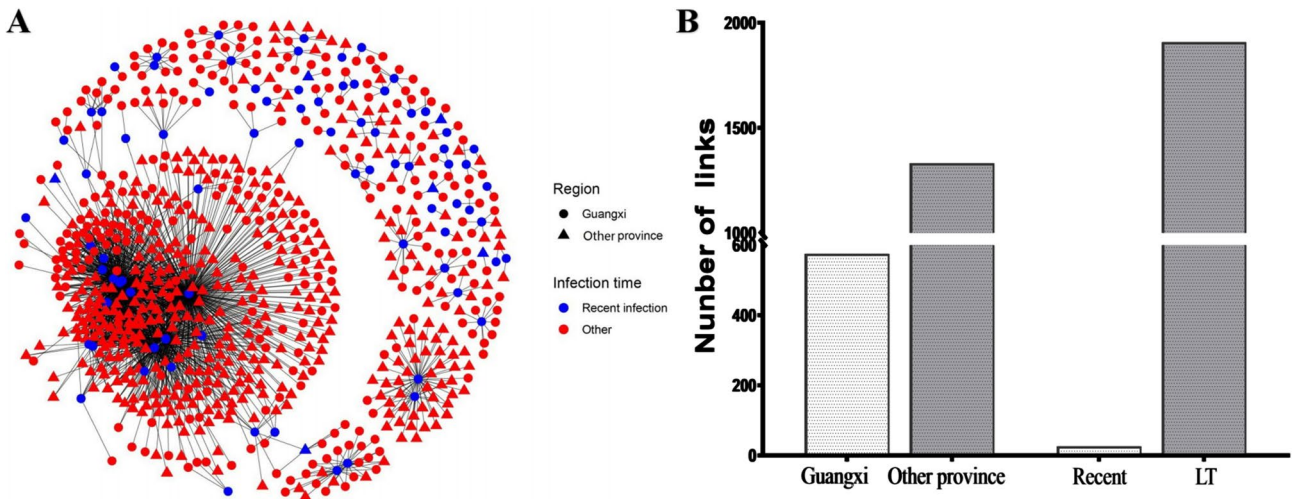 A
Region
Guangxi
Other province
Infection time
Recent infection
Other
B
Nunber of links
2000
1500
1000
600
400
200
0
Guangxi
Other province
Recent
LT